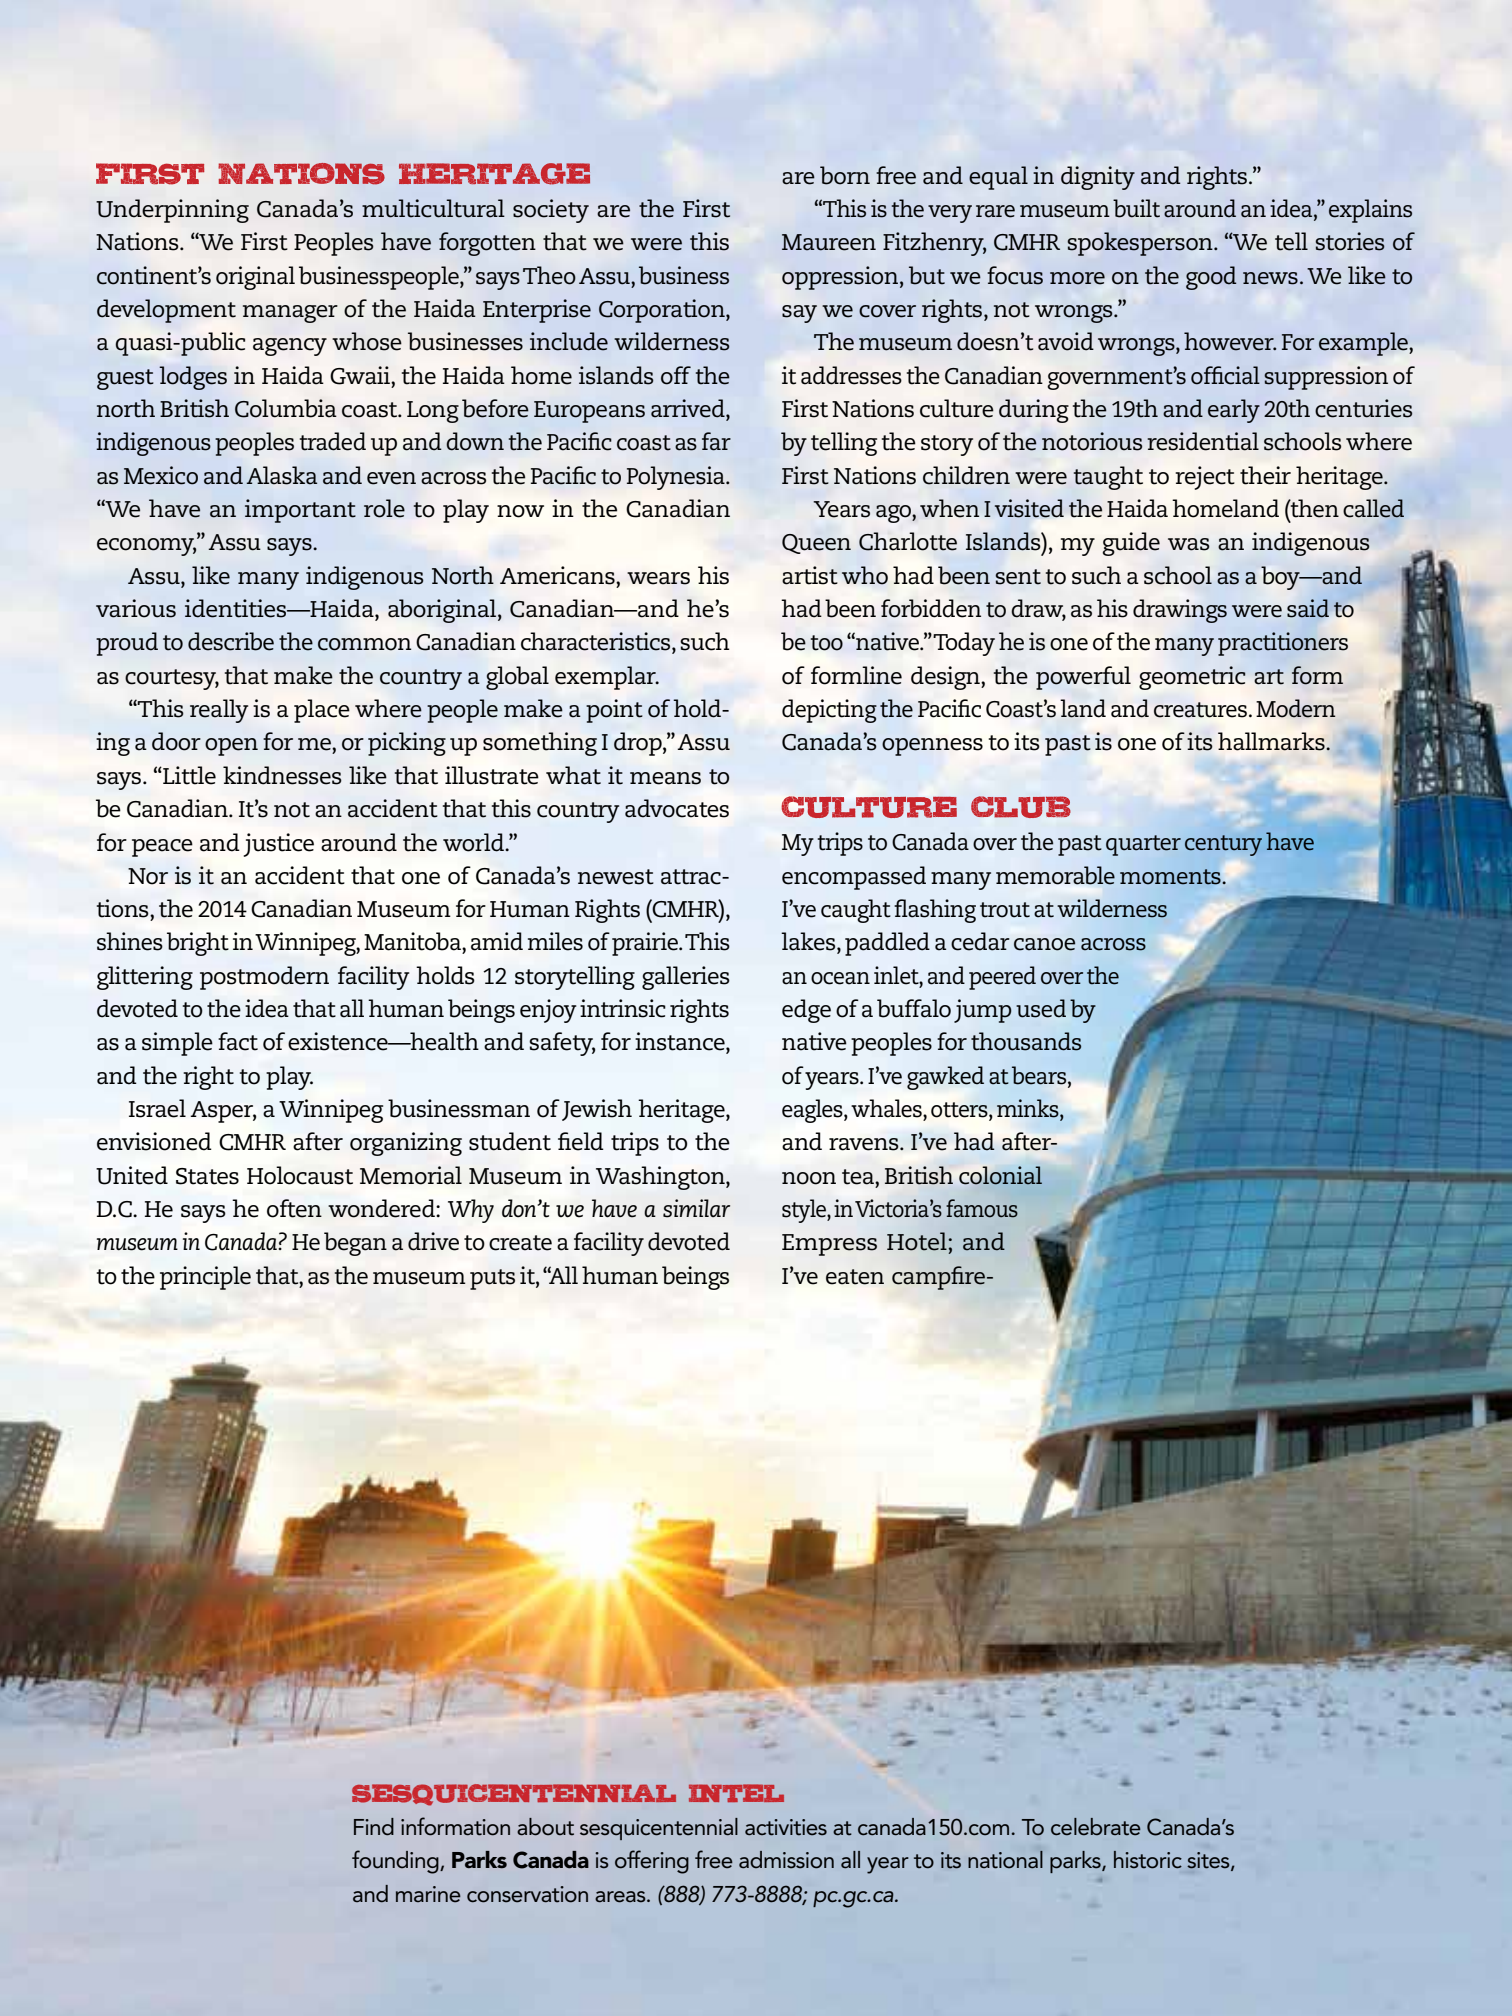 FIRST NATIONS HERITAGE
Underpinning Canada's multicultural society are the First
Nations. “We First Peoples have forgotten that we were this
continent's original businesspeople,” says Theo Assu, business
development manager of the Haida Enterprise Corporation,
a quasi-public agency whose businesses include wilderness
guest lodges in Haida Gwaii, the Haida home islands off the
north British Columbia coast. Long before Europeans arrived,
indigenous peoples traded up and down the Pacific coast as far
as Mexico and Alaska and even across the Pacific to Polynesia.
“We have an important role to play now in the Canadian
economy,” Assu says.
Assu, like many indigenous North Americans, wears his
various identities—Haida, aboriginal, Canadian—and he's
proud to describe the common Canadian characteristics, such
as courtesy, that make the country a global exemplar.
“This really is a place where people make a point of hold-
ing a door open for me, or picking up something I drop,” Assu
says. “Little kindnesses like that illustrate what it means to
be Canadian. It's not an accident that this country advocates
for peace and justice around the world.”
Nor is it an accident that one of Canada's newest attrac-
tions, the 2014 Canadian Museum for Human Rights (CMHR),
shines bright in Winnipeg, Manitoba, amid miles of prairie. This
glittering postmodern facility holds 12 storytelling galleries
devoted to the idea that all human beings enjoy intrinsic rights
as a simple fact of existence—health and safety, for instance,
and the right to play.
Israel Asper, a Winnipeg businessman of Jewish heritage,
envisioned CMHR after organizing student field trips to the
United States Holocaust Memorial Museum in Washington,
D.C. He says he often wondered: Why don't we have a similar
museum in Canada? He began a drive to create a facility devoted
to the principle that, as the museum puts it, “All human beings
are born free and equal in dignity and rights.”
“This is the very rare museum built around an idea,” explains
Maureen Fitzhenry, CMHR spokesperson. “We tell stories of
oppression, but we focus more on the good news. We like to
say we cover rights, not wrongs.”
The museum doesn't avoid wrongs, however. For example,
it addresses the Canadian government's official suppression of
First Nations culture during the 19th and early 20th centuries
by telling the story of the notorious residential schools where
First Nations children were taught to reject their heritage.
Years ago, when I visited the Haida homeland (then called
Queen Charlotte Islands), my guide was an indigenous
artist who had been sent to such a school as a boy—and
had been forbidden to draw, as his drawings were said to
be too “native.” Today he is one of the many practitioners
of formline design, the powerful geometric art form
depicting the Pacific Coast's land and creatures. Modern
Canada's openness to its past is one of its hallmarks.
CULTURE CLUB
My trips to Canada over the past quarter century have
encompassed many memorable moments.
I've caught flashing trout at wilderness
lakes, paddled a cedar canoe across
an ocean inlet, and peered over the
edge of a buffalo jump used by
native peoples for thousands
of years. I've gawked at bears,
eagles, whales, otters, minks,
and ravens. I've had after-
noon tea, British colonial
style, in Victoria's famous
Empress Hotel; and
I've eaten campfire-
SESQUICENTENNIAL INTEL
Find information about sesquicentennial activities at canada150.com. To celebrate Canada's
founding, Parks Canada is offering free admission all year to its national parks, historic sites,
and marine conservation areas. (888) 773-8888; pc.gc.ca.